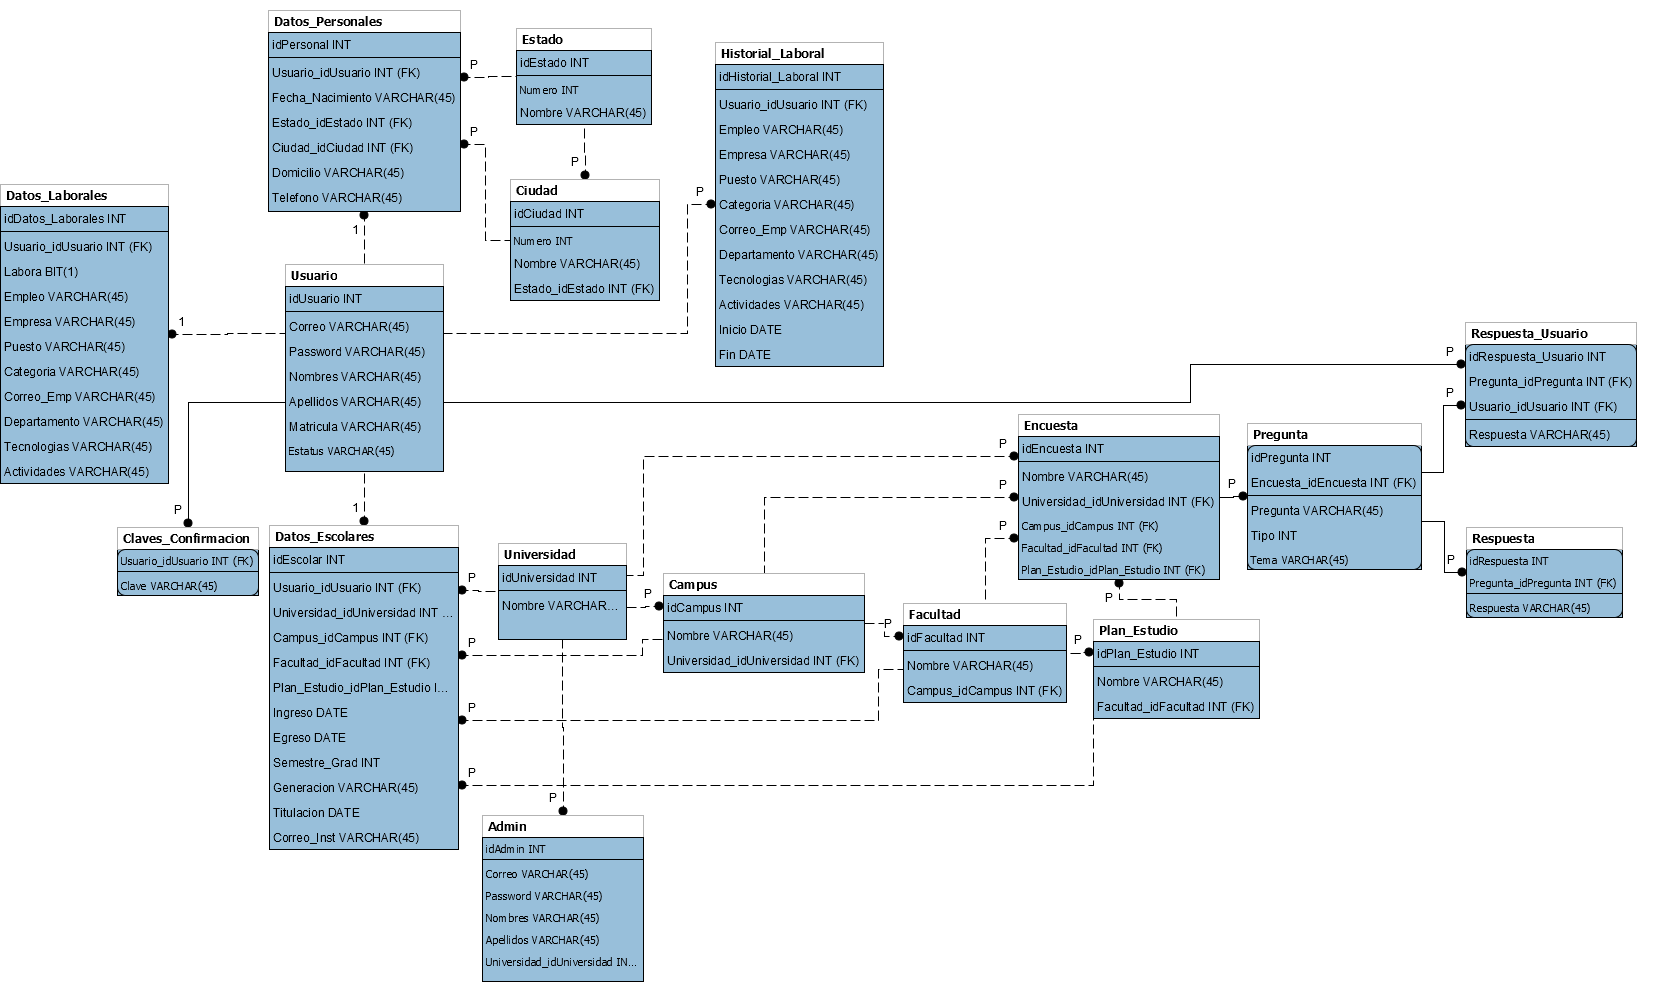 Datos_Personales
idPersonal INT
Usuario_idUsuario INT (FK)
Fecha_Nacimiento VARCHAR(45)
Estado_idEstado INT (FK)
Ciudad_idCiudad INT (FK)
Domicilio VARCHAR(45)
Telefono VARCHAR(45)
P
P
1
Estado
idEstado INT
Numero INT
Nombre VARCHAR(45)
P
Ciudad
idCiudad INT
Numero INT
Nombre VARCHAR(45)
Estado_idEstado INT (FK)
Historial_Laboral
idHistorial_Laboral INT
Usuario_idUsuario INT (FK)
Empleo VARCHAR(45)
Empresa VARCHAR(45)
Puesto VARCHAR(45)
Categoria VARCHAR(45)
Correo_Emp VARCHAR(45)
Departamento VARCHAR(45)
Tecnologias VARCHAR(45)
Actividades VARCHAR(45)
Inicio DATE
Fin DATE
P
Datos_Laborales
idDatos_Laborales INT
Usuario_idUsuario INT (FK)
Labora BIT(1)
Empleo VARCHAR(45)
Empresa VARCHAR(45)
Puesto VARCHAR(45)
Categoria VARCHAR(45)
Correo_Emp VARCHAR(45)
Departamento VARCHAR(45)
Tecnologias VARCHAR(45)
Actividades VARCHAR(45)
1
Usuario
idUsuario INT
Correo VARCHAR(45)
Password VARCHAR(45)
Nombres VARCHAR(45)
Apellidos VARCHAR(45)
Matricula VARCHAR(45)
Estatus VARCHAR(45)
1
P
Claves_Confirmacion
Usuario_idUsuario INT (FK)
Clave VARCHAR(45)
Respuesta_Usuario
idRespuesta_Usuario INT
Pregunta_idPregunta INT (FK)
Usuario_idUsuario INT (FK)
Respuesta VARCHAR(45)
P
P
Encuesta
idEncuesta INT
Nombre VARCHAR(45)
Universidad_idUniversidad INT (FK)
Campus_idCampus INT (FK)
Facultad_idFacultad INT (FK)
Plan_Estudio_idPlan_Estudio INT (FK)
P
P
P
P
Pregunta
idPregunta INT
Encuesta_idEncuesta INT (FK)
Pregunta VARCHAR(45)
Tipo INT
Tema VARCHAR(45)
P
Respuesta
idRespuesta INT
Pregunta_idPregunta INT (FK)
Respuesta VARCHAR(45)
P
Datos_Escolares
idEscolar INT
Usuario_idUsuario INT (FK)
Universidad_idUniversidad INT ...
Campus_idCampus INT (FK)
Facultad_idFacultad INT (FK)
Plan_Estudio_idPlan_Estudio I...
Ingreso DATE
Egreso DATE
Semestre_Grad INT
Generacion VARCHAR(45)
Titulacion DATE
Correo_Inst VARCHAR(45)
P
P
P
P
Universidad
idUniversidad INT
Nombre VARCHAR...
P
Campus
idCampus INT
Nombre VARCHAR(45)
Universidad_idUniversidad INT (FK)
P
Facultad
idFacultad INT
Nombre VARCHAR(45)
Campus_idCampus INT (FK)
P
Plan_Estudio
idPlan_Estudio INT
Nombre VARCHAR(45)
Facultad_idFacultad INT (FK)
P
Admin
idAdmin INT
Correo VARCHAR(45)
Password VARCHAR(45)
Nombres VARCHAR(45)
Apellidos VARCHAR(45)
Universidad_idUniversidad IN...